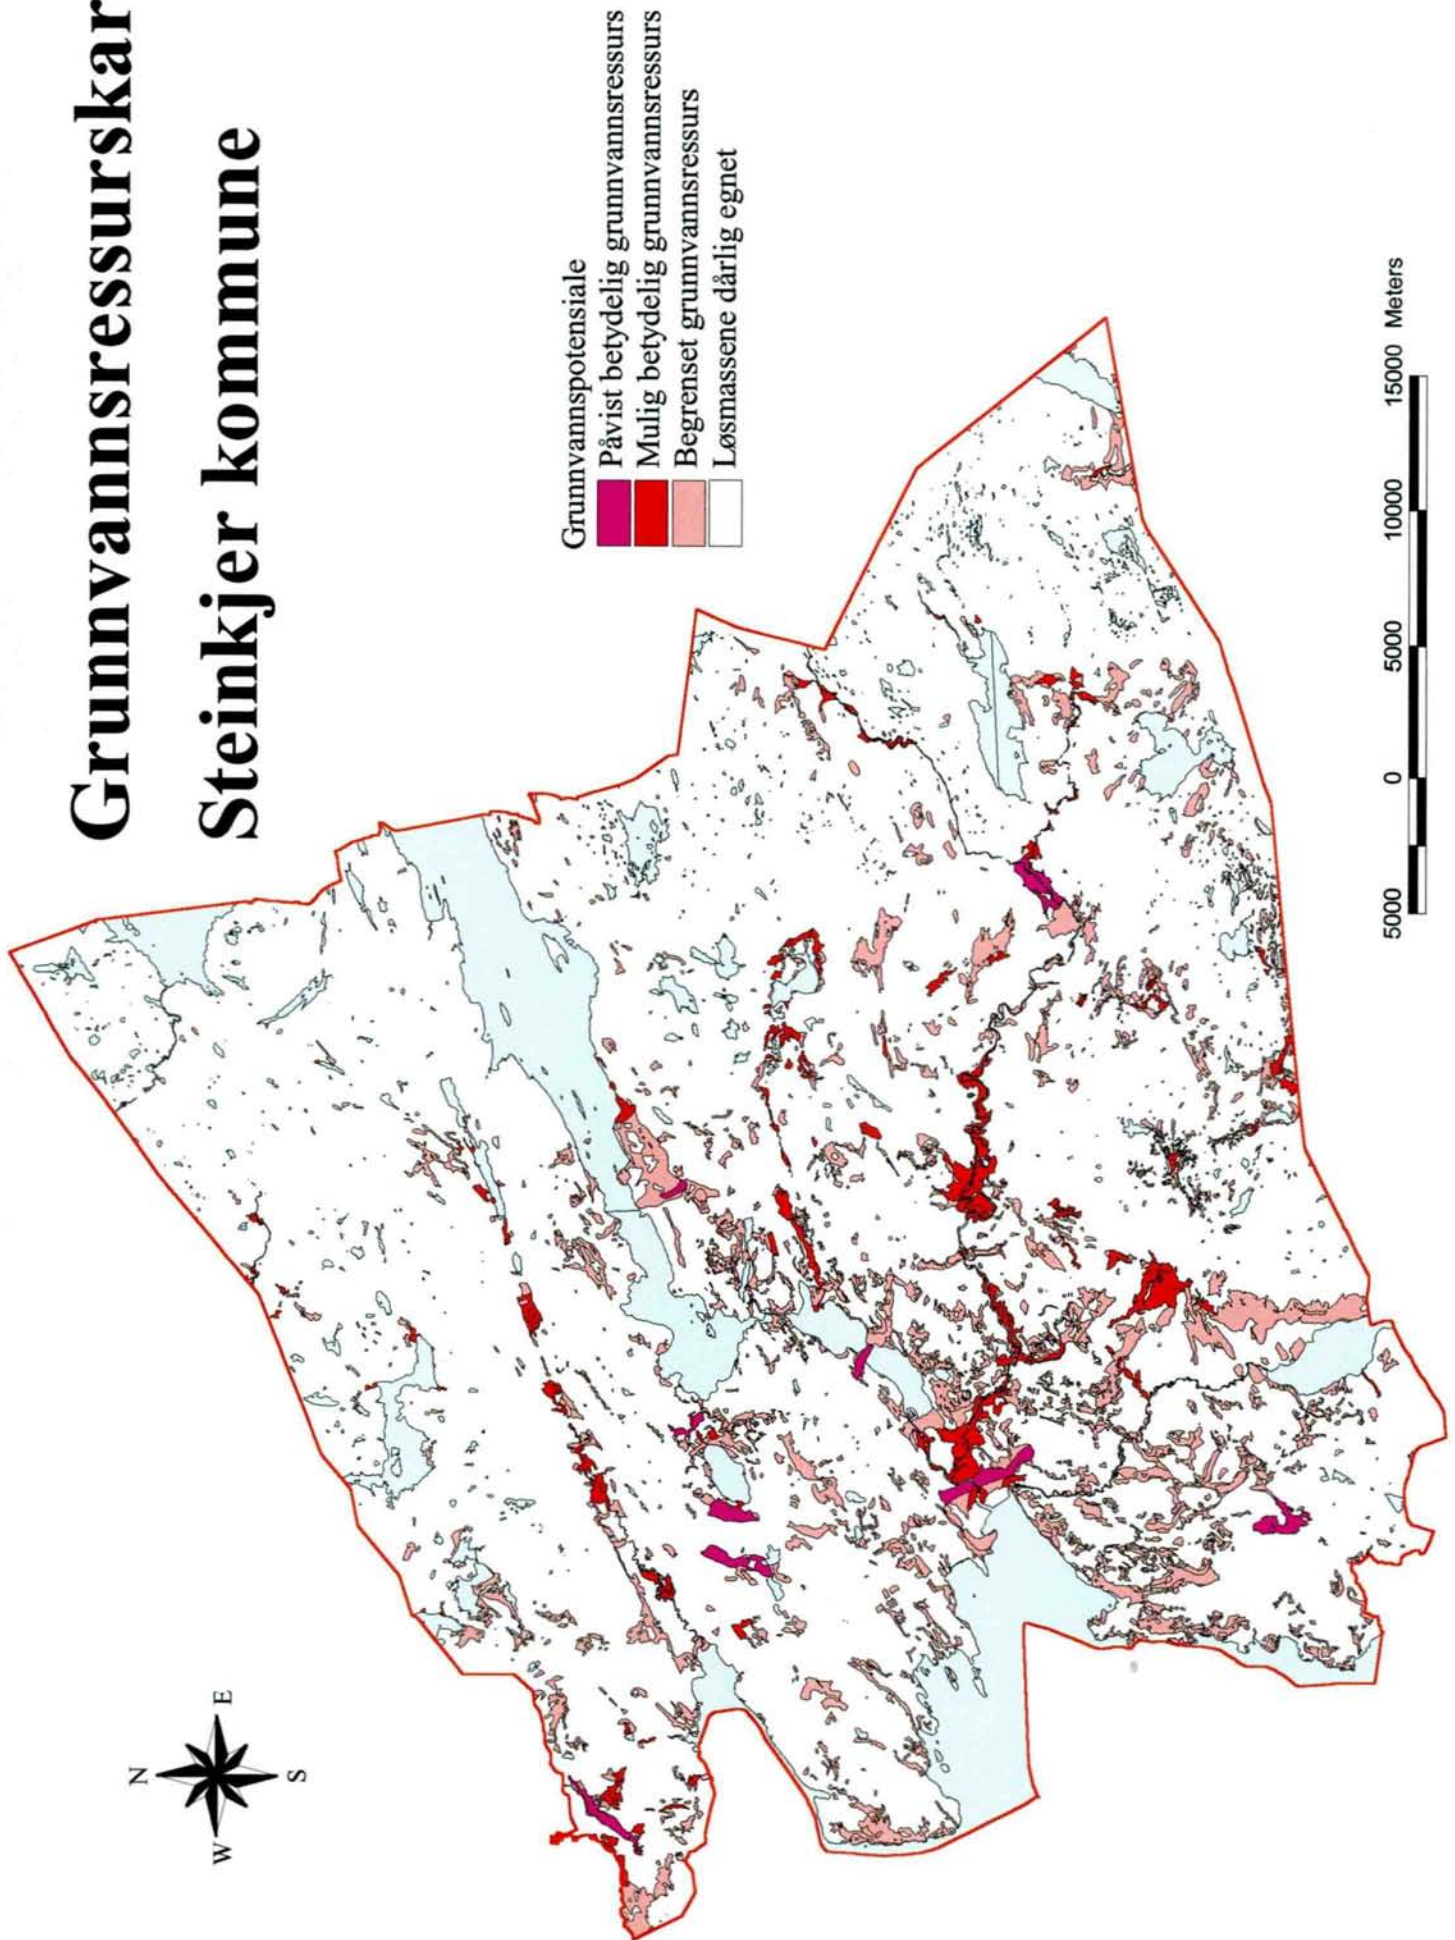 Grunnvannsressurskar
Steinkjer kommune
Grunnvannspotensiale
Påvist betydelig grunnvannsressurs
Mulig betydelig grunnvannsressurs
Begrenset grunnvannsressurs
Løsmassene dårlig egnet
N
W
E
S
5000 0 5000 10000 15000 Meters